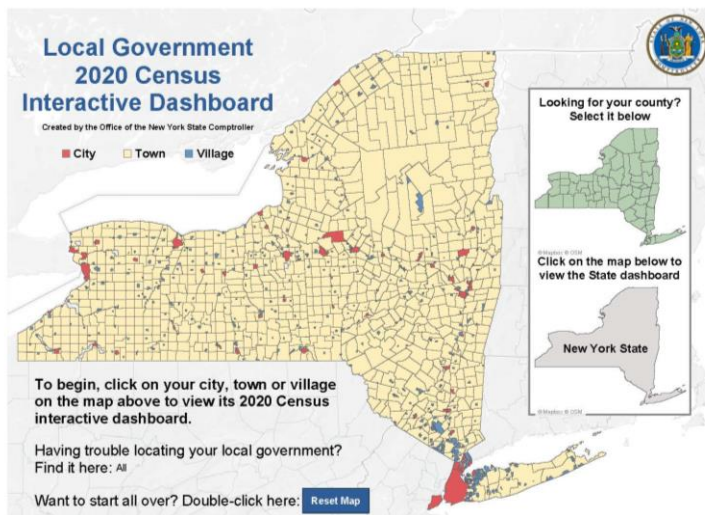 Local Government
2020 Census
Interactive Dashboard
Created by the Office of the New York State Comptroller
City Town Village
Looking for your county?
Select it below
© Mapbox © OSM
Click on the map below to
view the State dashboard
New York State
© Mapbox © OSM
To begin, click on your city, town or village
on the map above to view its 2020 Census
interactive dashboard.
Having trouble locating your local government?
Find it here: All
Want to start all over? Double-click here: Reset Map